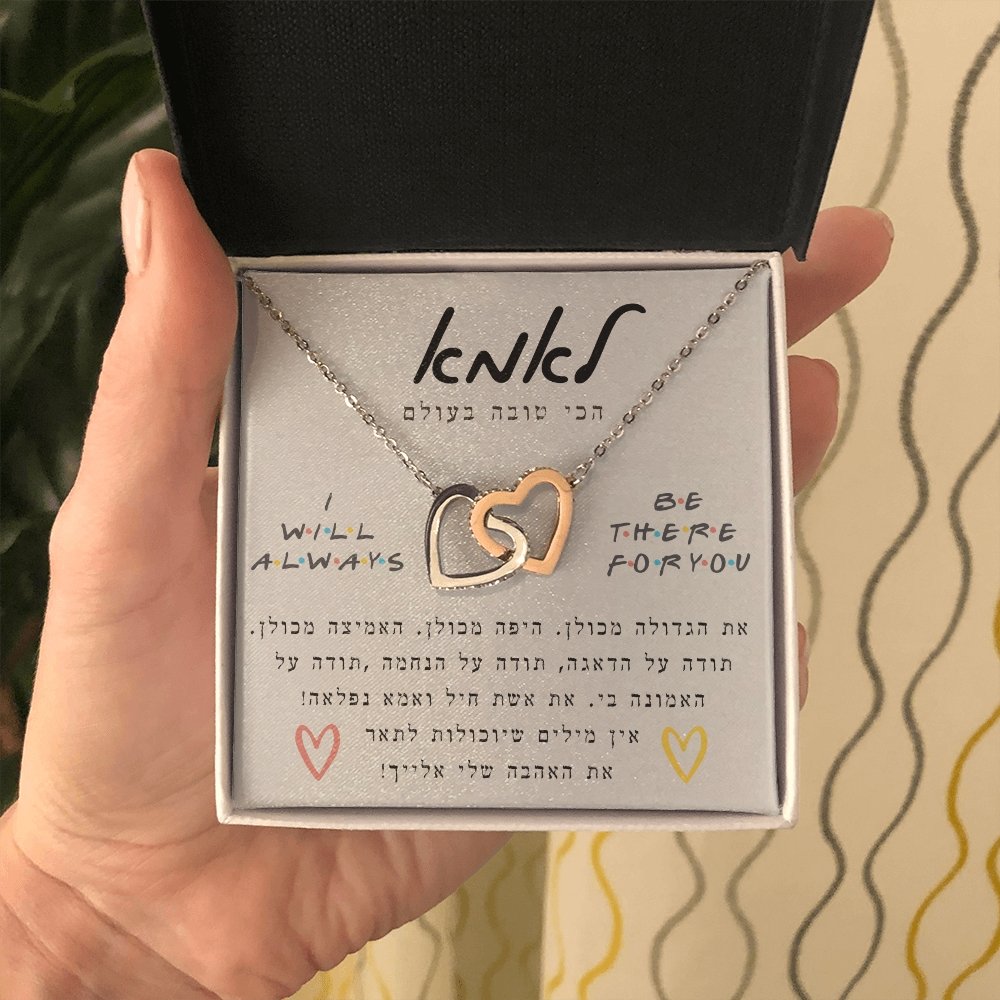 לאמא
הכי טובה בעולם
I
WILL
ALWAYS
BE
THERE
FOR YOU
את הגדולה מכולן. היפה מכולן. האמיצה מכולן.
תודה על הדאגה, תודה על הנחמה ,תודה על
האמונה בי. את אשת חיל ואמא נפלאה!
אין מילים שיוכולות לתאר
את האהבה שלי אלייך!